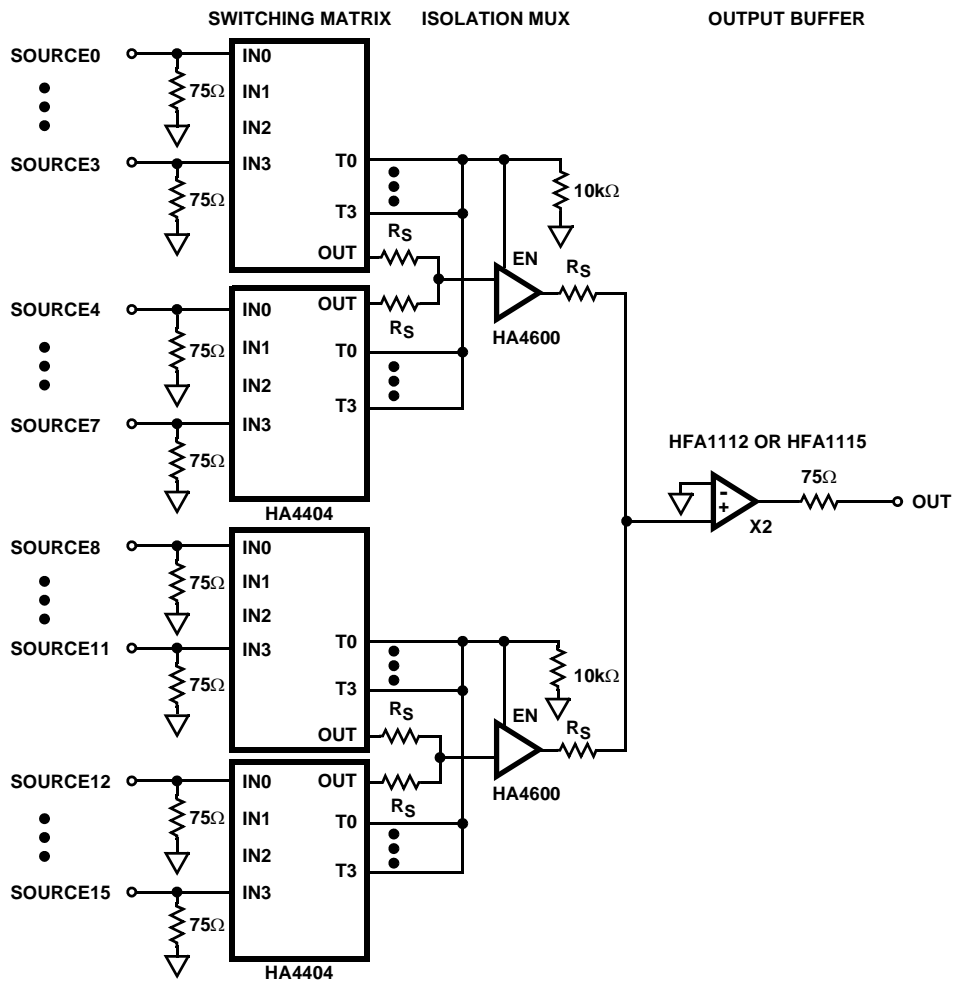 SWITCHING MATRIX
ISOLATION MUX
OUTPUT BUFFER
SOURCE0
75Ω
IN0
IN1
IN2
SOURCE3
75Ω
IN3
T0
T3
OUT
RS
10kΩ
EN
RS
HA4600
SOURCE4
75Ω
IN0
IN1
IN2
OUT
RS
T0
T3
SOURCE7
75Ω
IN3
HA4404
HFA1112 OR HFA1115
-
+
X2
75Ω
OUT
SOURCE8
75Ω
IN0
IN1
IN2
SOURCE11
75Ω
IN3
T0
T3
OUT
RS
10kΩ
EN
RS
HA4600
SOURCE12
75Ω
IN0
IN1
IN2
OUT
RS
T0
T3
SOURCE15
75Ω
IN3
HA4404